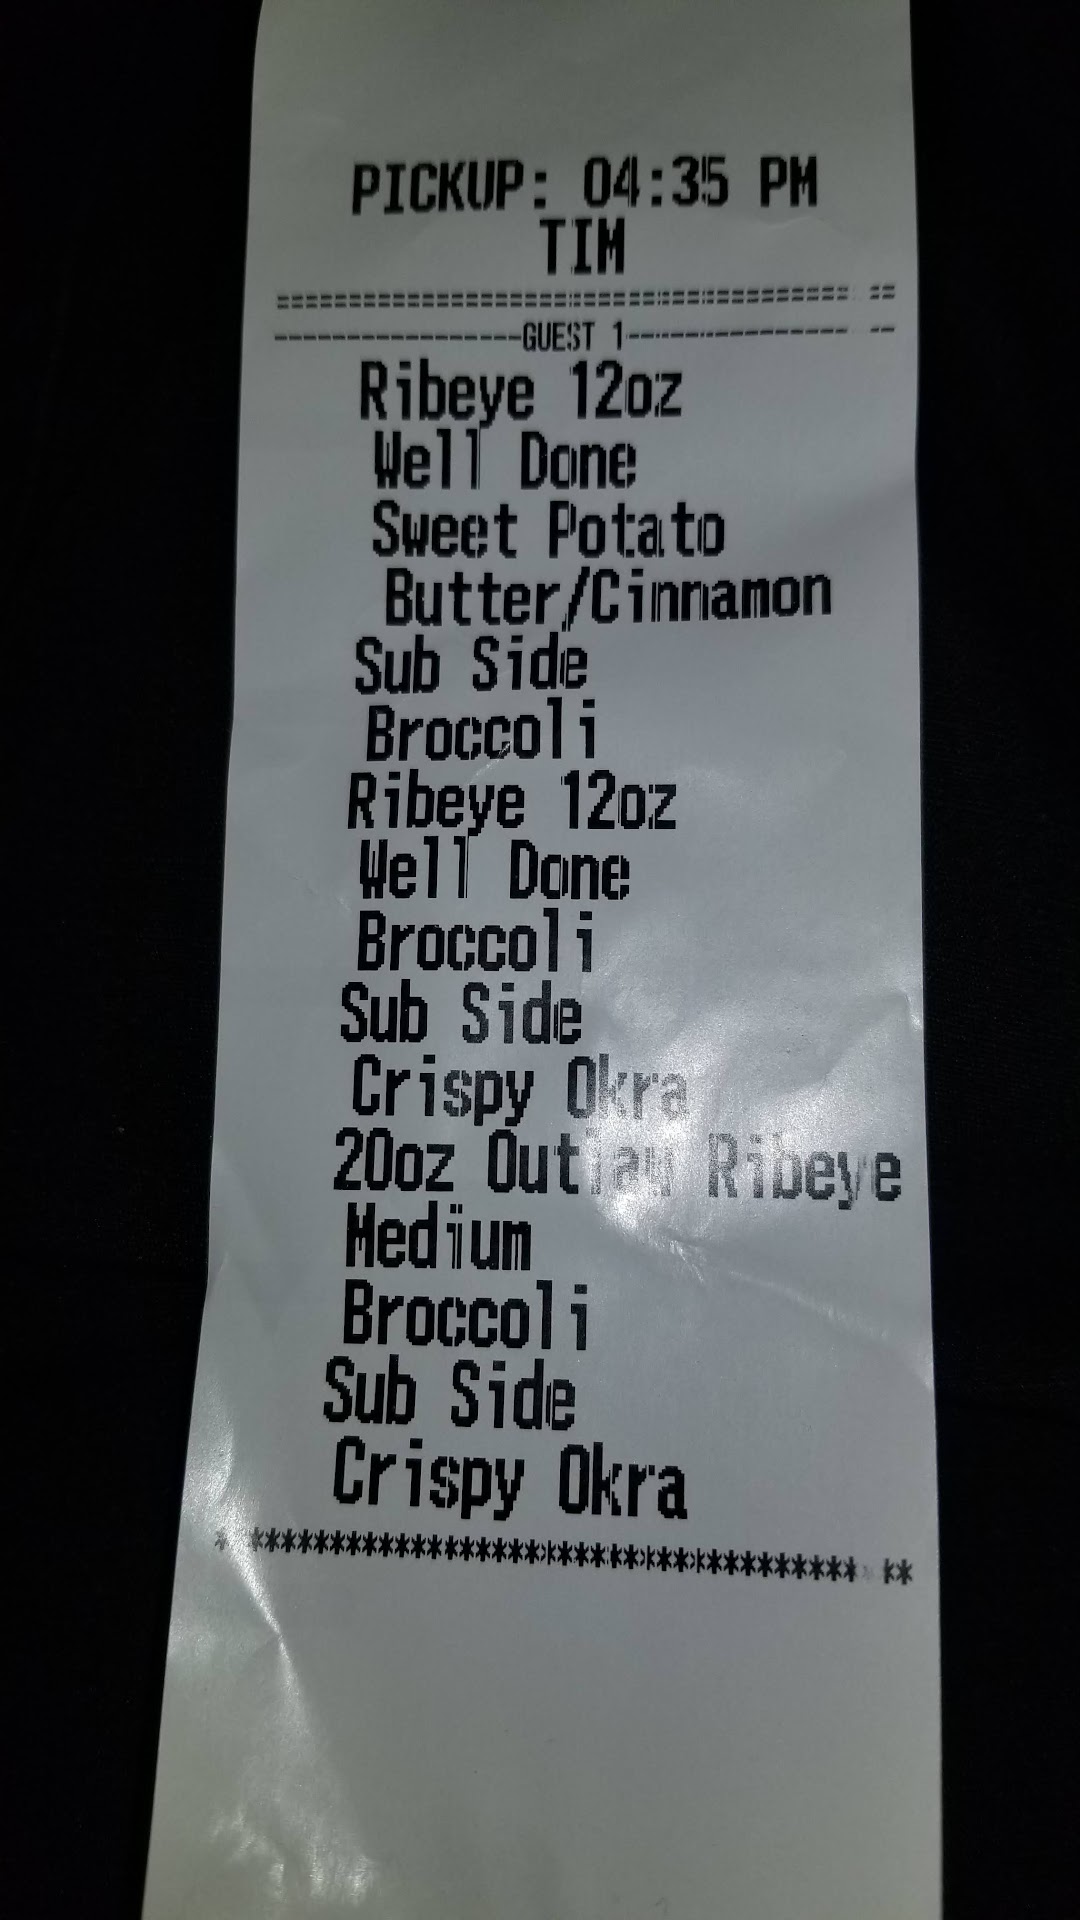 PICKUP: 04:35 PM
TIM
======================================== ==
------------------GUEST 1---------------- --
Ribeye 12oz
Well Done
Sweet Potato
Butter/Cinnamon
Sub Side
Broccoli
Ribeye 12oz
Well Done
Broccoli
Sub Side
Crispy Okra
20oz Outlaw Ribeye
Medium
Broccoli
Sub Side
Crispy Okra
* **************************************** **